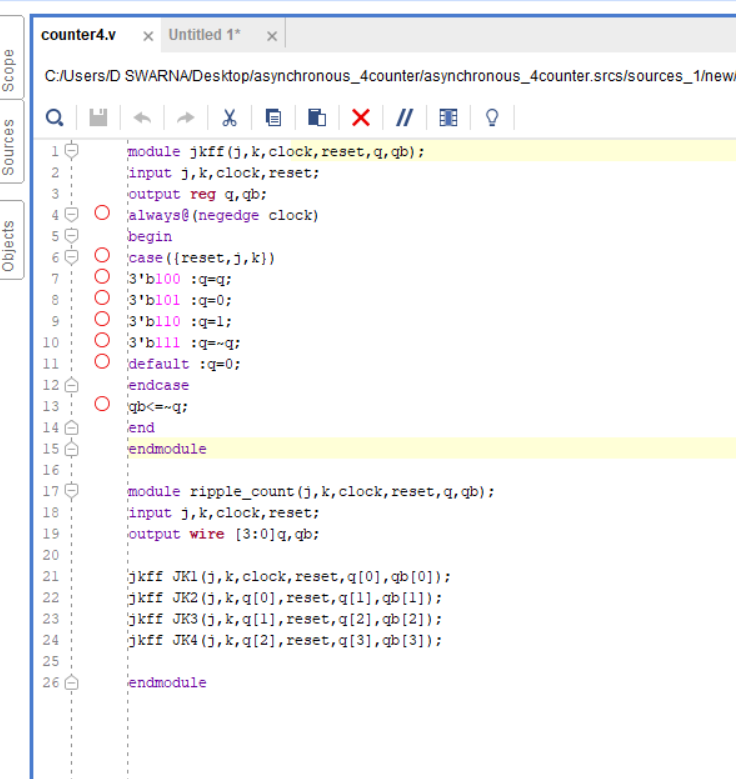 counter4.v × Untitled 1* ×
Scope
Sources
Objects
C:/Users/D SWARNA/Desktop/asynchronous_4counter/asynchronous_4counter.srcs/sources_1/new/
1 module jkff(j,k,clock,reset,q,qb);
2 input j,k,clock,reset;
3 output reg q,qb;
4 always@(negedge clock)
5 begin
6 case({reset,j,k})
7 3'b100 :q=q;
8 3'b101 :q=0;
9 3'b110 :q=1;
10 3'b111 :q=~q;
11 default :q=0;
12 endcase
13 qb<=~q;
14 end
15 endmodule
16
17 module ripple_count(j,k,clock,reset,q,qb);
18 input j,k,clock,reset;
19 output wire [3:0]q,qb;
20
21 jkff JK1(j,k,clock,reset,q[0],qb[0]);
22 jkff JK2(j,k,q[0],reset,q[1],qb[1]);
23 jkff JK3(j,k,q[1],reset,q[2],qb[2]);
24 jkff JK4(j,k,q[2],reset,q[3],qb[3]);
25
26 endmodule